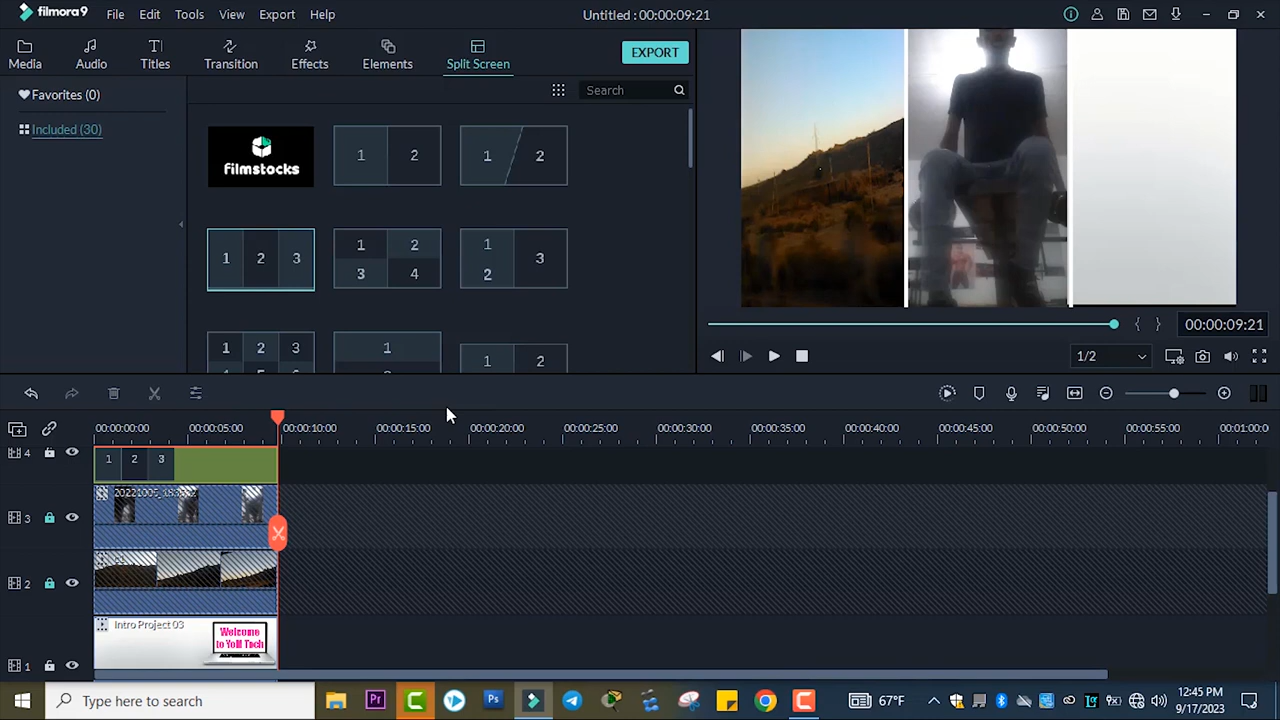 filmora9 File Edit Tools View Export Help Untitled : 00:00:09:21
Media Audio Titles Transition Effects Elements Split Screen EXPORT
Favorites (0)
Included (30)
Search
filmstocks
1 2
1 2
1 2 3
1 2
3 4
1
2 3
1 2 3
1
1 2
00:00:09:21
1/2
00:00:00:00 00:00:05:00 00:00:10:00 00:00:15:00 00:00:20:00 00:00:25:00 00:00:30:00 00:00:35:00 00:00:40:00 00:00:45:00 00:00:50:00 00:00:55:00 00:01:00:0
4
1 2 3
3
2
1
Intro Project 03
Welcome
to YoM Tech
Type here to search
Pr
Ps
67°F
12:45 PM
9/17/2023